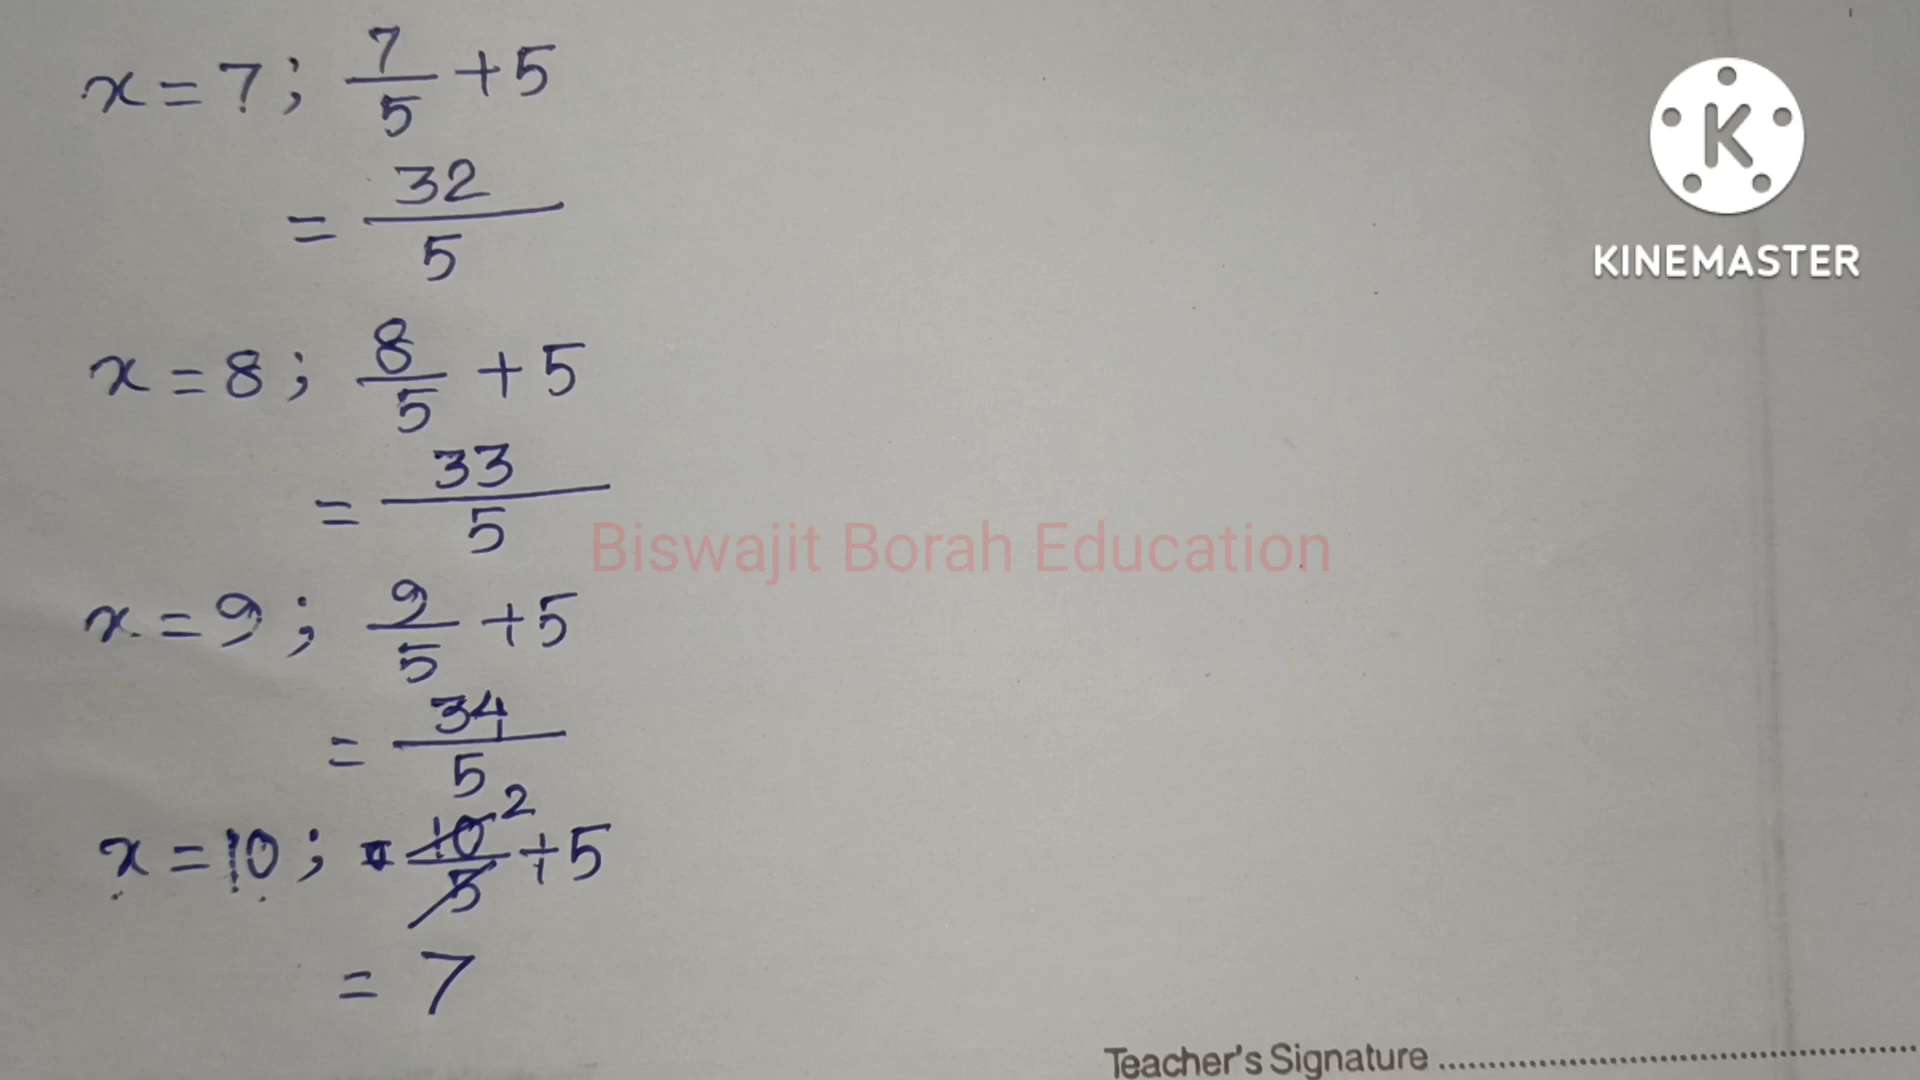 x = 7 ; 7/5 + 5
= 32/5
x = 8 ; 8/5 + 5
= 33/5
x = 9 ; 9/5 + 5
= 34/5
x = 10 ; 10/5 2 + 5
= 7
K
KINEMASTER
Biswajit Borah Education
Teacher's Signature ..........................................